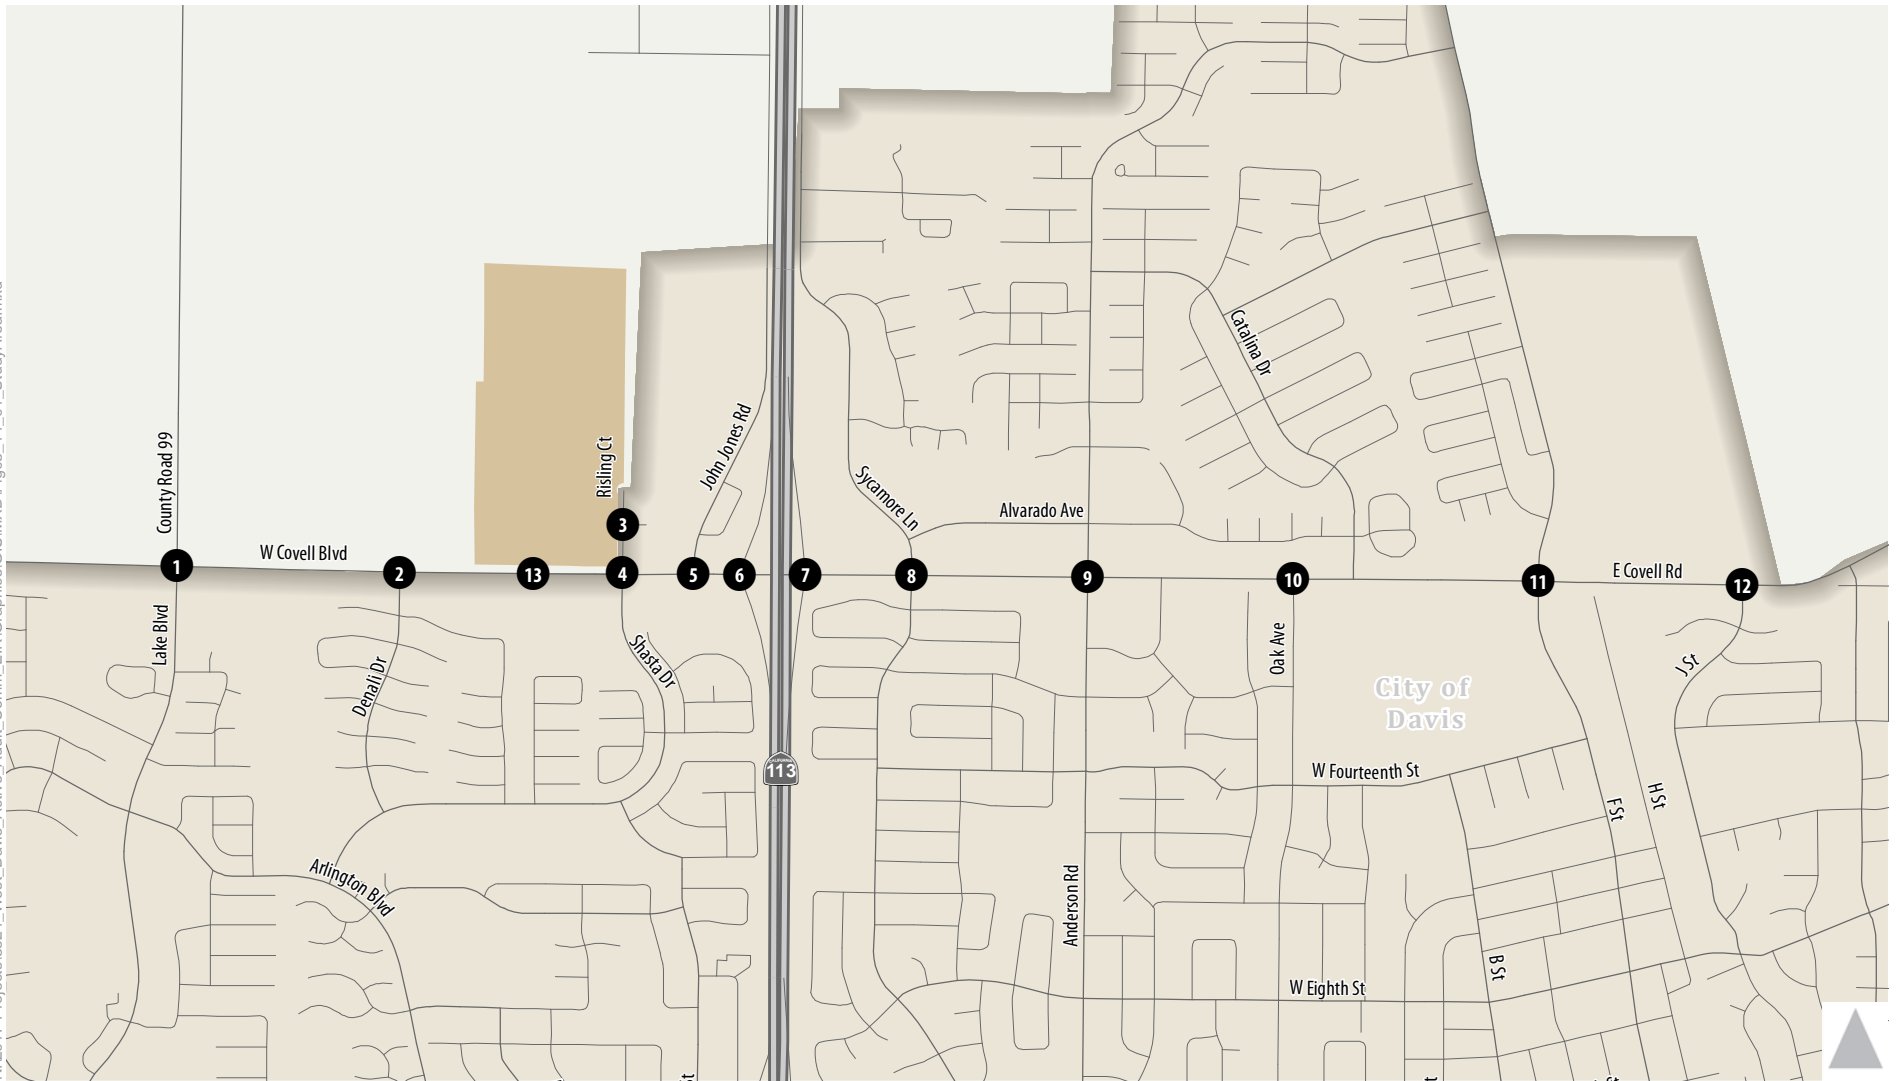 Catalina Dr
County Road 99
Risling Ct
John Jones Rd
Sycamore Ln
Alvarado Ave
3
W Covell Blvd
E Covell Rd
1
2
13
4
5
6
7
8
9
10
11
12
Lake Blvd
Denali Dr
Shasta Dr
Oak Ave
J St
City of
Davis
CALIFORNIA
113
W Fourteenth St
F St
H St
Arlington Blvd
Anderson Rd
B St
W Eighth St